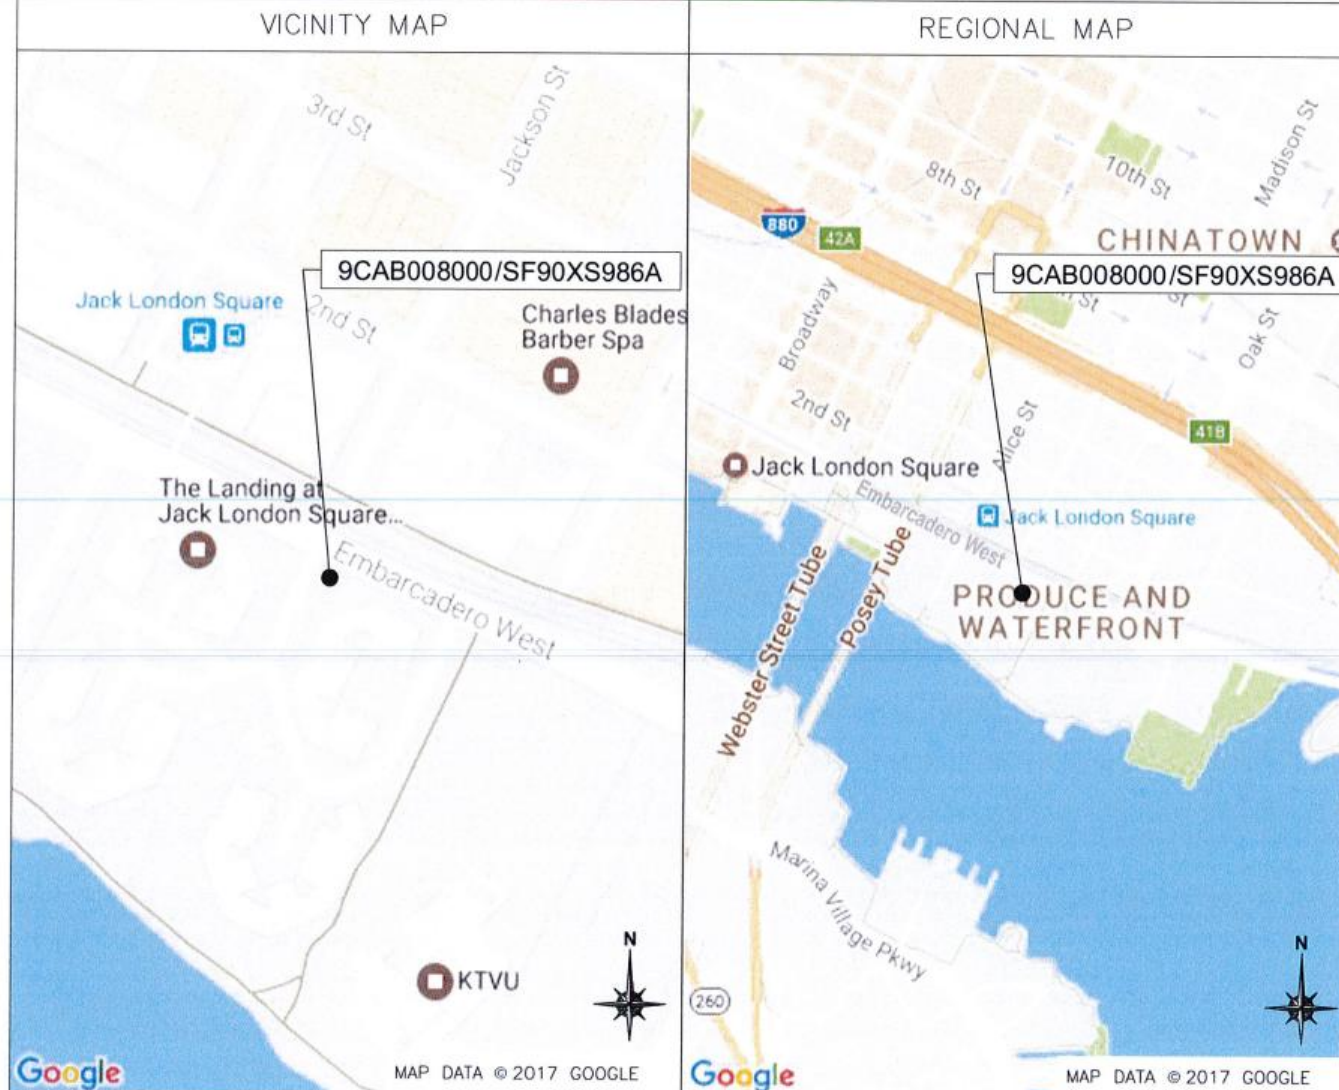 VICINITY MAP
3rd St
Jackson St
9CAB008000/SF90XS986A
Jack London Square
2nd St
Charles Blades
Barber Spa
The Landing at
Jack London Square...
Embarcadero West
KTVU
N
Google
MAP DATA © 2017 GOOGLE
REGIONAL MAP
Madison St
10th St
8th St
880
42A
CHINATOWN
9CAB008000/SF90XS986A
St
St
Broadway
Oak St
2nd St
Alice St
41B
Jack London Square
Embarcadero West
Jack London Square
Webster Street Tube
Posey Tube
PRODUCE AND
WATERFRONT
Marina Village Pkwy
260
N
Google
MAP DATA © 2017 GOOGLE